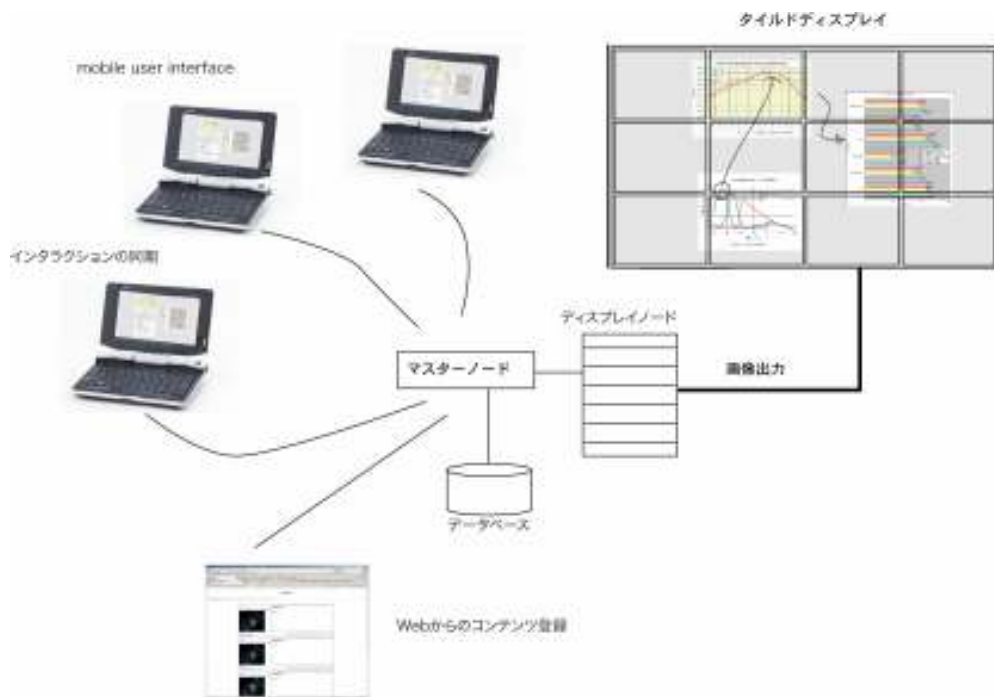 タイルドディスプレイ
mobile user interface
インタラクションの同期
ディスプレイノード
マスターノード
画像出力
データベース
Webからのコンテンツ登録